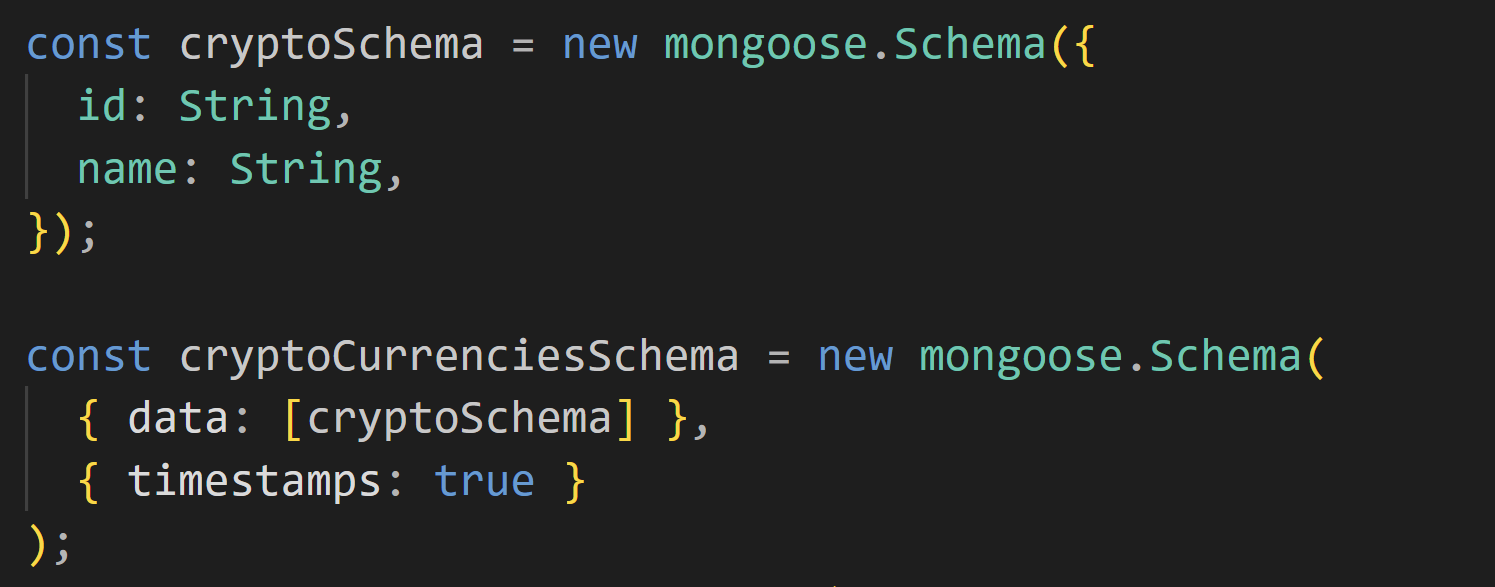 const cryptoSchema = new mongoose.Schema({
  id: String,
  name: String,
});

const cryptoCurrenciesSchema = new mongoose.Schema(
  { data: [cryptoSchema] },
  { timestamps: true }
);